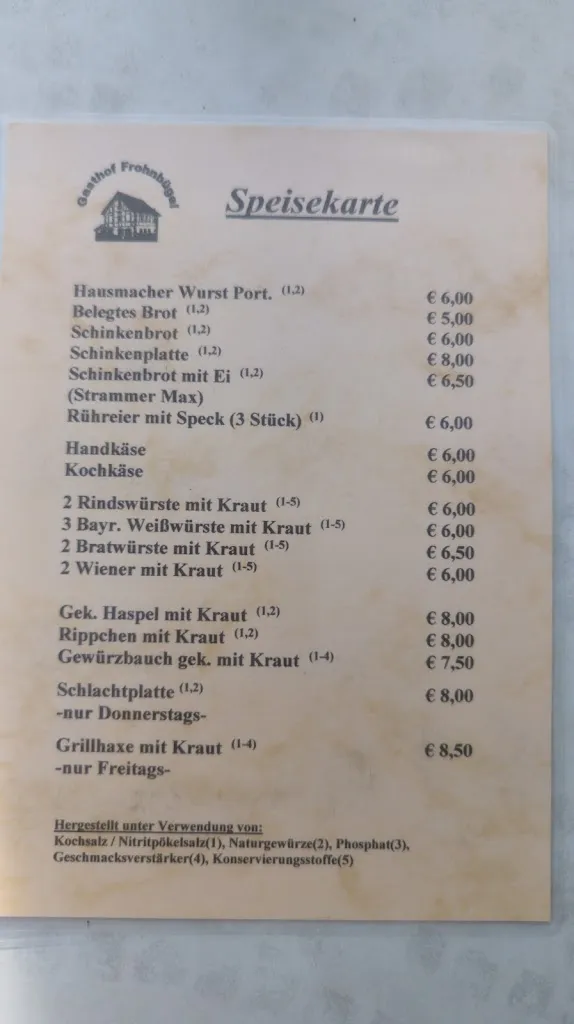 Gasthof Frohnhügel
Speisekarte
Hausmacher Wurst Port. (1,2) € 6,00
Belegtes Brot (1,2) € 5,00
Schinkenbrot (1,2) € 6,00
Schinkenplatte (1,2) € 8,00
Schinkenbrot mit Ei (1,2) € 6,50
(Strammer Max)
Rühreier mit Speck (3 Stück) (1) € 6,00
Handkäse € 6,00
Kochkäse € 6,00
2 Rindswürste mit Kraut (1-5) € 6,00
3 Bayr. Weißwürste mit Kraut (1-5) € 6,00
2 Bratwürste mit Kraut (1-5) € 6,50
2 Wiener mit Kraut (1-5) € 6,00
Gek. Haspel mit Kraut (1,2) € 8,00
Rippchen mit Kraut (1,2) € 8,00
Gewürzbauch gek. mit Kraut (1-4) € 7,50
Schlachtplatte (1,2) € 8,00
-nur Donnerstags-
Grillhaxe mit Kraut (1-4) € 8,50
-nur Freitags-
Hergestellt unter Verwendung von:
Kochsalz / Nitritpökelsalz(1), Naturgewürze(2), Phosphat(3),
Geschmacksverstärker(4), Konservierungsstoffe(5)